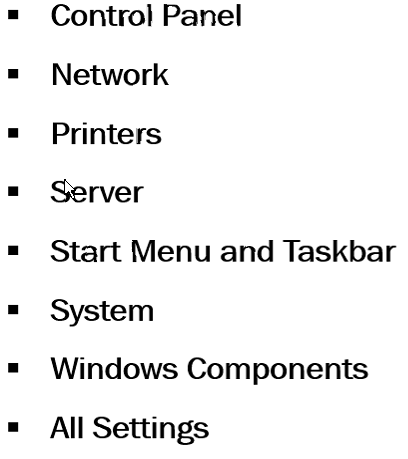 ▪ Control Panel
▪ Network
▪ Printers
▪ Server
▪ Start Menu and Taskbar
▪ System
▪ Windows Components
▪ All Settings